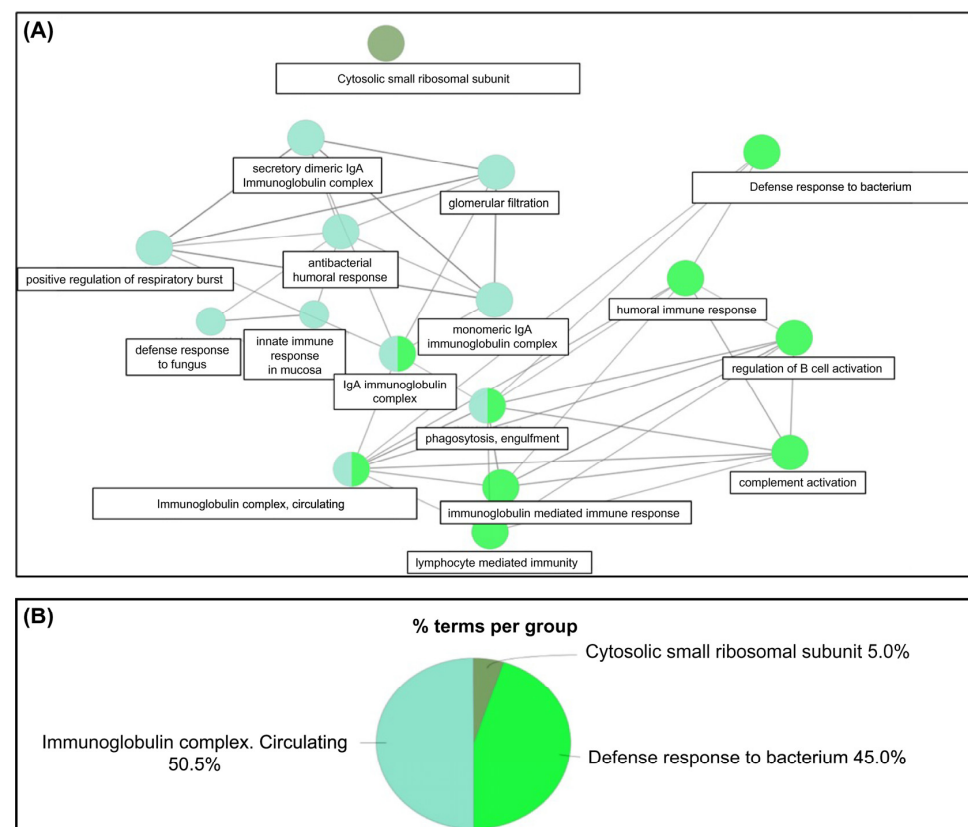 (A)
Cytosolic small ribosomal subunit
secretory dimeric IgA
Immunoglobulin complex
glomerular filtration
Defense response to bacterium
positive regulation of respiratory burst
antibacterial
humoral response
humoral immune response
defense response
to fungus
innate immune
response
in mucosa
monomeric IgA
immunoglobulin complex
regulation of B cell activation
IgA immunoglobulin
complex
phagocytosis, engulfment
Immunoglobulin complex, circulating
immunoglobulin mediated immune response
complement activation
lymphocyte mediated immunity
(B)
% terms per group
Cytosolic small ribosomal subunit 5.0%
Immunoglobulin complex. Circulating
50.5%
Defense response to bacterium 45.0%